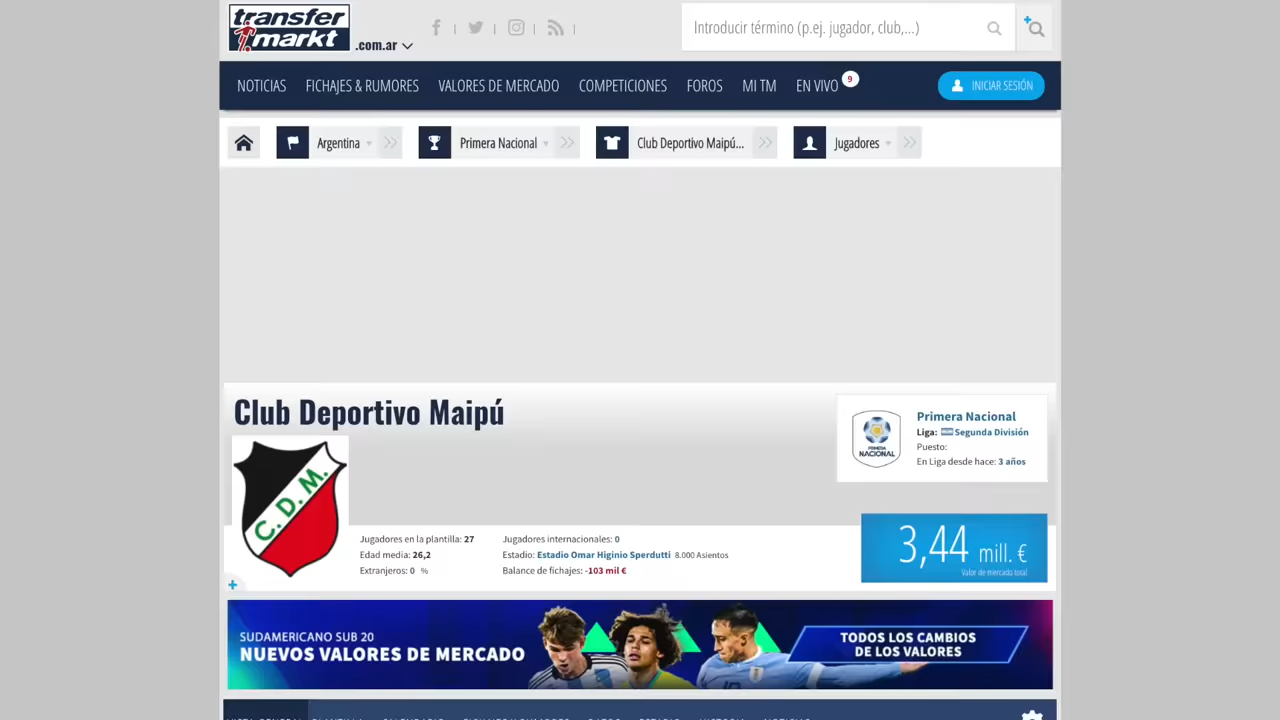 transfer
markt
.com.ar
Introducir término (p.ej. jugador, club,...)
NOTICIAS FICHAJES & RUMORES VALORES DE MERCADO COMPETICIONES FOROS MI TM EN VIVO 9 INICIAR SESIÓN
Argentina Primera Nacional Club Deportivo Maipú... Jugadores
Club Deportivo Maipú
C. D. M.
PRIMERA
NACIONAL
Primera Nacional
Liga: Segunda División
Puesto:
En Liga desde hace: 3 años
Jugadores en la plantilla: 27
Edad media: 26,2
Extranjeros: 0 %
Jugadores internacionales: 0
Estadio: Estadio Omar Higinio Sperdutti 8.000 Asientos
Balance de fichajes: -103 mil €
3,44 mill. €
Valor de mercado total
SUDAMERICANO SUB 20
NUEVOS VALORES DE MERCADO
TODOS LOS CAMBIOS
DE LOS VALORES